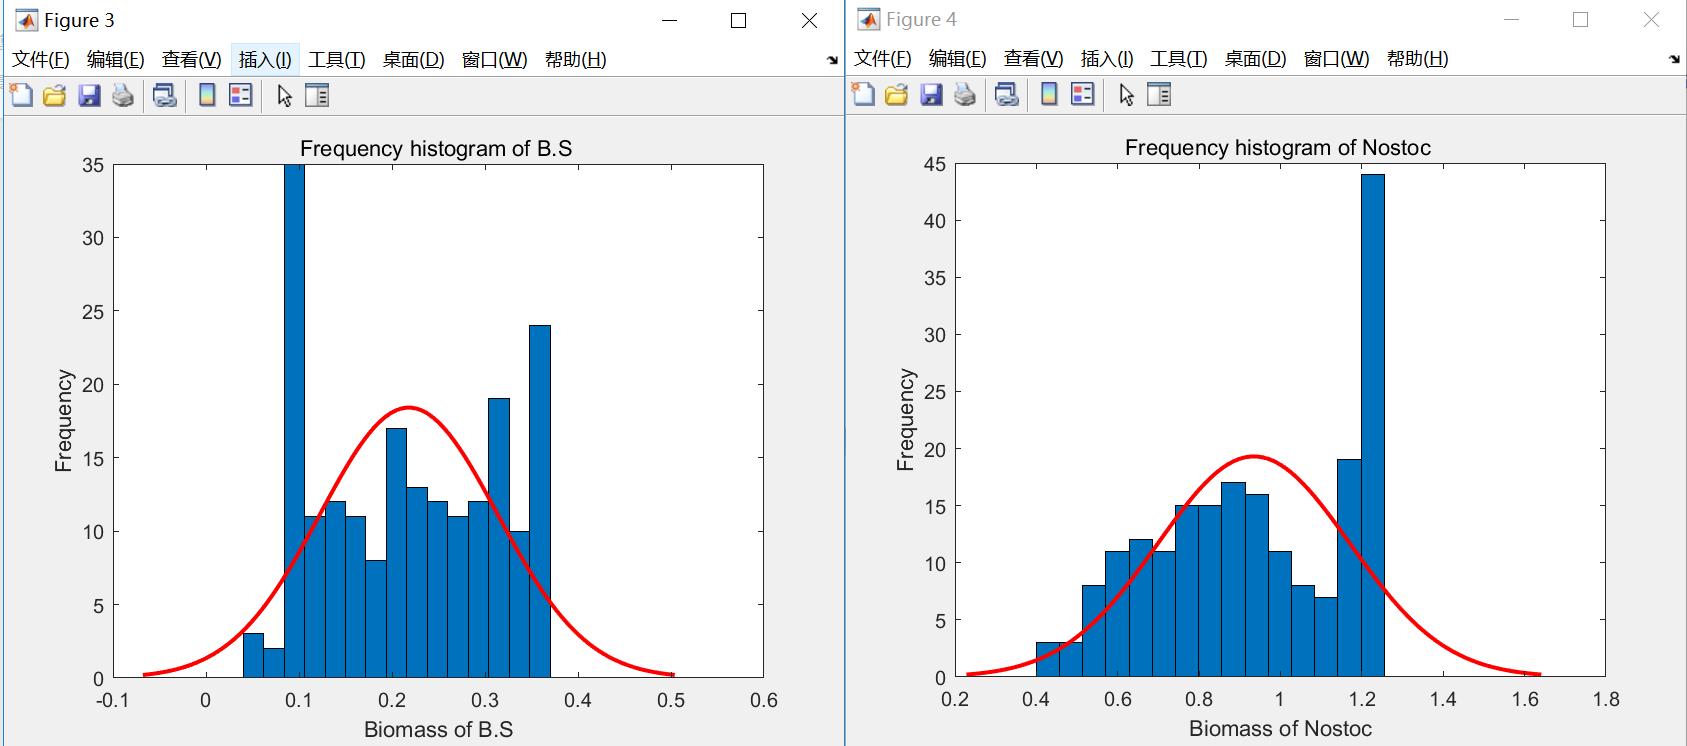 Figure 3
文件(F) 编辑(E) 查看(V) 插入(I) 工具(T) 桌面(D) 窗口(W) 帮助(H)
Frequency histogram of B.S
35
30
25
20
15
10
5
0
Frequency
-0.1 0 0.1 0.2 0.3 0.4 0.5 0.6
Biomass of B.S
Figure 4
文件(F) 编辑(E) 查看(V) 插入(I) 工具(T) 桌面(D) 窗口(W) 帮助(H)
Frequency histogram of Nostoc
45
40
35
30
25
20
15
10
5
0
Frequency
0.2 0.4 0.6 0.8 1 1.2 1.4 1.6 1.8
Biomass of Nostoc